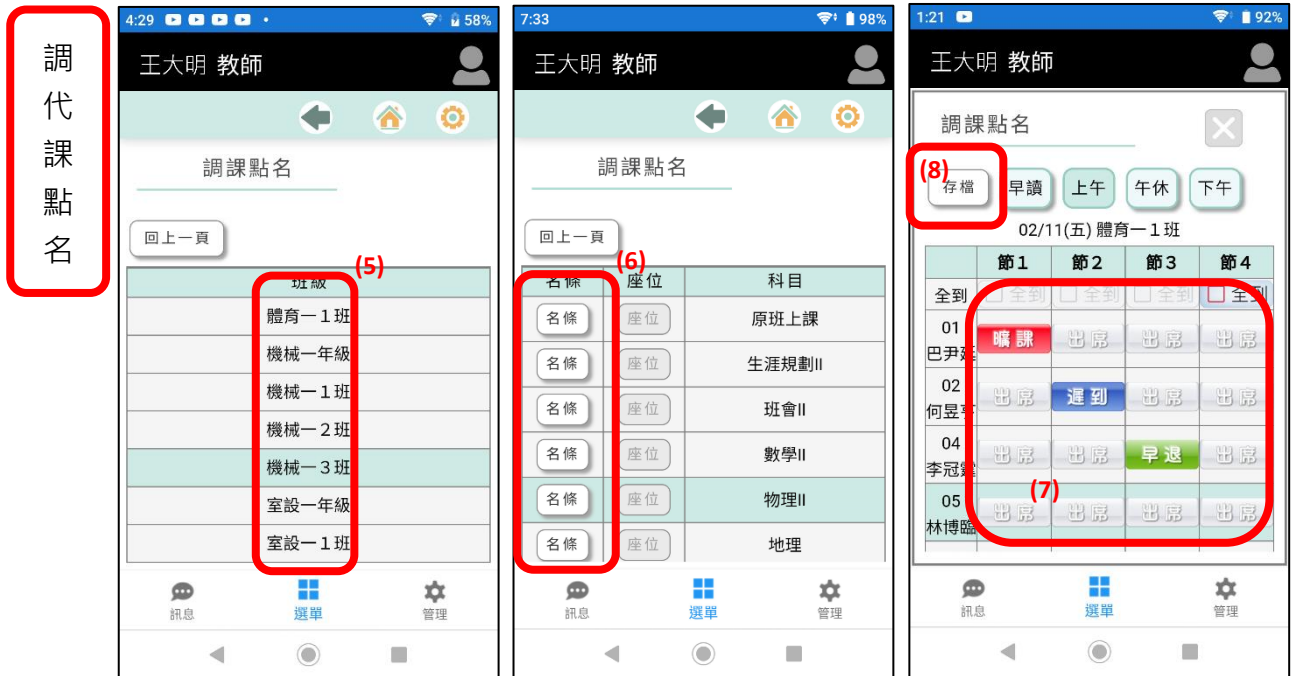 調
代
課
點
名
4:29 58%
王大明 教師
調課點名
回上一頁
(5)
班級
體育一１班
機械一年級
機械一１班
機械一２班
機械一３班
室設一年級
室設一１班
訊息 選單 管理
7:33 98%
王大明 教師
調課點名
回上一頁
(6)
名條 座位 科目
名條 座位 原班上課
名條 座位 生涯規劃II
名條 座位 班會II
名條 座位 數學II
名條 座位 物理II
名條 座位 地理
訊息 選單 管理
1:21 92%
王大明 教師
調課點名
(8)
存檔 早讀 上午 午休 下午
02/11(五) 體育一１班
節1 節2 節3 節4
全到 全到 全到 全到 全到
01
巴尹延 曠課 出席 出席 出席
02
何昱亨 出席 遲到 出席 出席
04
李冠霆 出席 出席 早退 出席
(7)
05
林博臨 出席 出席 出席 出席
訊息 選單 管理